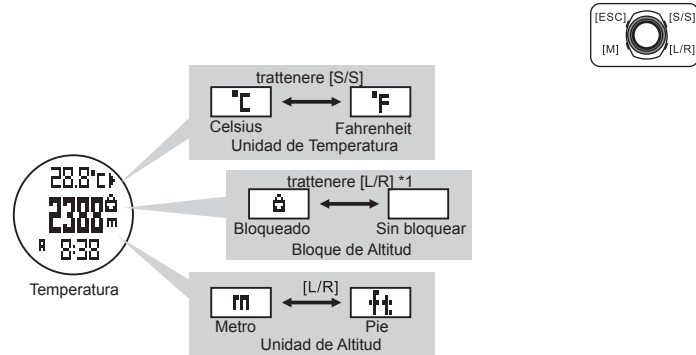 [ESC] [S/S]
[M] [L/R]
trattenere [S/S]
°C °F
Celsius Fahrenheit
Unidad de Temperatura
28.8°C
2388 m
A 8:38
Temperatura
trattenere [L/R] *1
Bloqueado Sin bloquear
Bloque de Altitud
[L/R]
m ft
Metro Pie
Unidad de Altitud